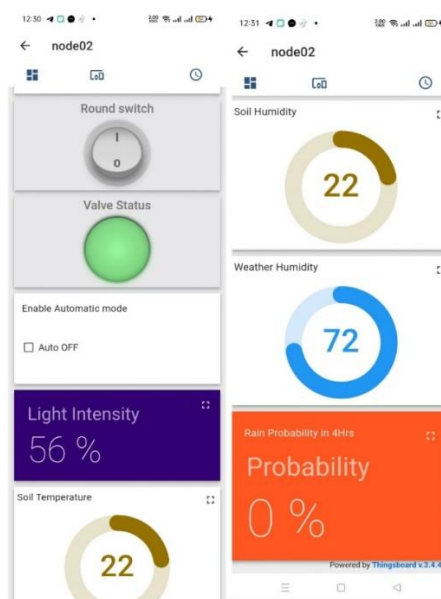 12:30
← node02
Round switch
I
0
Valve Status
Enable Automatic mode
Auto OFF
Light Intensity
56 %
Soil Temperature
22
12:31
← node02
Soil Humidity
22
Weather Humidity
72
Rain Probability in 4Hrs
Probability
0 %
Powered by Thingsboard v.3.4.4